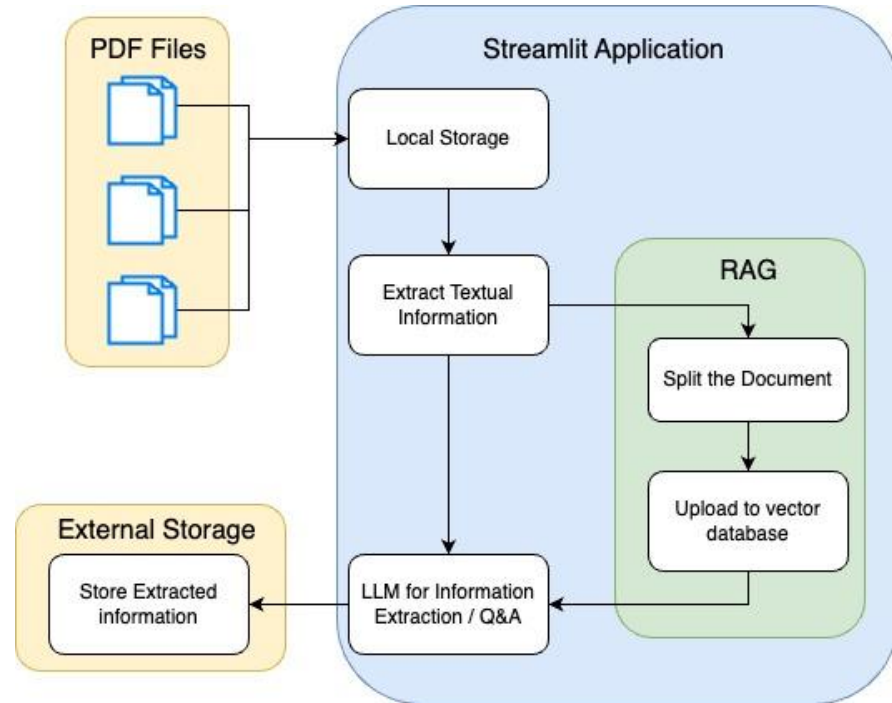 PDF Files
Streamlit Application
Local Storage
Extract Textual
Information
RAG
Split the Document
Upload to vector
database
External Storage
Store Extracted
information
LLM for Information
Extraction / Q&A